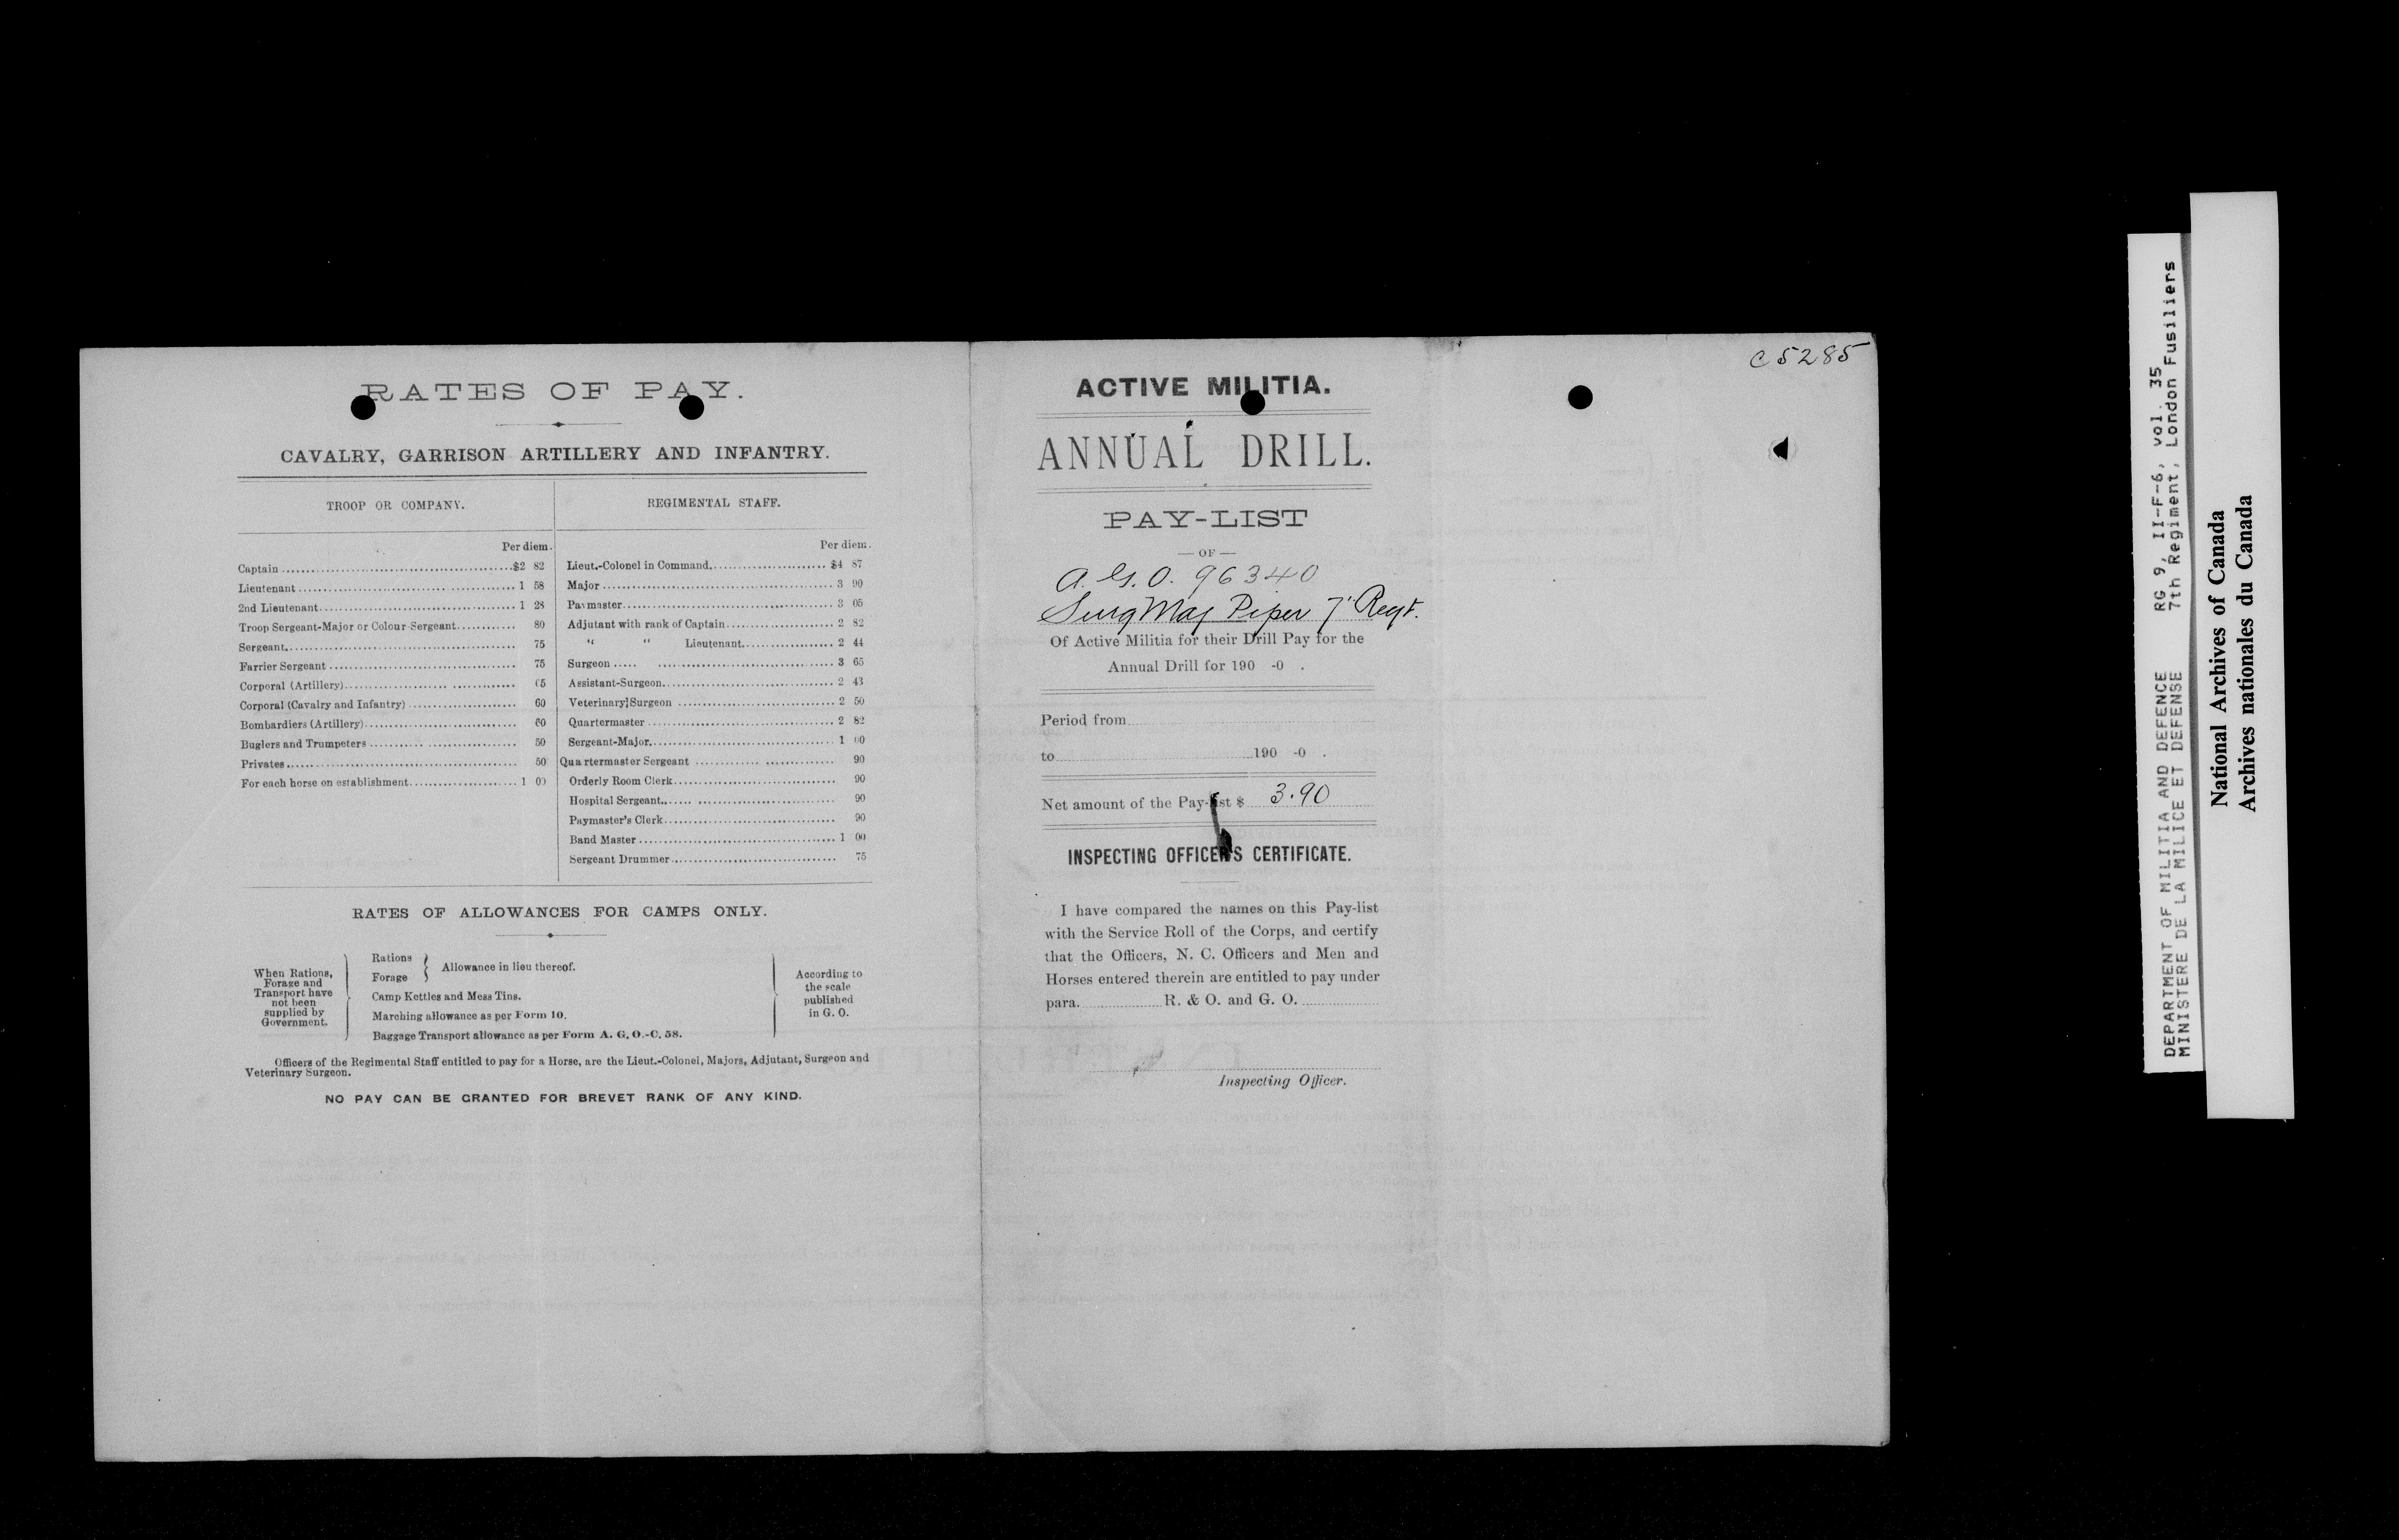 RATES OF PAY.
CAVALRY, GARRISON ARTILLERY AND INFANTRY.
TROOP OR COMPANY.
Per diem.
Captain $2 82
Lieutenant 1 58
2nd Lieutenant 1 28
Troop Sergeant-Major or Colour-Sergeant 80
Sergeant 75
Farrier Sergeant 75
Corporal (Artillery) 65
Corporal (Cavalry and Infantry) 60
Bombardiers (Artillery) 60
Buglers and Trumpeters 50
Privates 50
For each horse on establishment 1 00
REGIMENTAL STAFF.
Per diem.
Lieut.-Colonel in Command $4 87
Major 3 90
Paymaster 3 05
Adjutant with rank of Captain 2 82
" " Lieutenant 2 44
Surgeon 3 65
Assistant-Surgeon 2 43
Veterinary Surgeon 2 50
Quartermaster 2 82
Sergeant-Major 1 00
Quartermaster Sergeant 90
Orderly Room Clerk 90
Hospital Sergeant 90
Paymaster's Clerk 90
Band Master 1 00
Sergeant Drummer 75
RATES OF ALLOWANCES FOR CAMPS ONLY.
When Rations,
Forage and
Transport have
not been
supplied by
Government.
Rations
Forage
Allowance in lieu thereof.
Camp Kettles and Mess Tins.
Marching allowance as per Form 10.
Baggage Transport allowance as per Form A. G. O.-C. 58.
According to
the scale
published
in G. O.
Officers of the Regimental Staff entitled to pay for a Horse, are the Lieut.-Colonel, Majors, Adjutant, Surgeon and
Veterinary Surgeon.
NO PAY CAN BE GRANTED FOR BREVET RANK OF ANY KIND.
C5285
ACTIVE MILITIA.
ANNUAL DRILL.
PAY-LIST
— OF —
A. G. O. 96340
Surg Maj Piper 7" Regt.
Of Active Militia for their Drill Pay for the
Annual Drill for 190 -0 .
Period from
to 190 -0 .
Net amount of the Pay-list $ 3.90
INSPECTING OFFICER'S CERTIFICATE.
I have compared the names on this Pay-list
with the Service Roll of the Corps, and certify
that the Officers, N. C. Officers and Men and
Horses entered therein are entitled to pay under
para. R. & O. and G. O.
Inspecting Officer.
DEPARTMENT OF MILITIA AND DEFENCE RG 9, II-F-6, vol. 35
MINISTERE DE LA MILICE ET DEFENSE 7th Regiment, London Fusiliers
National Archives of Canada
Archives nationales du Canada